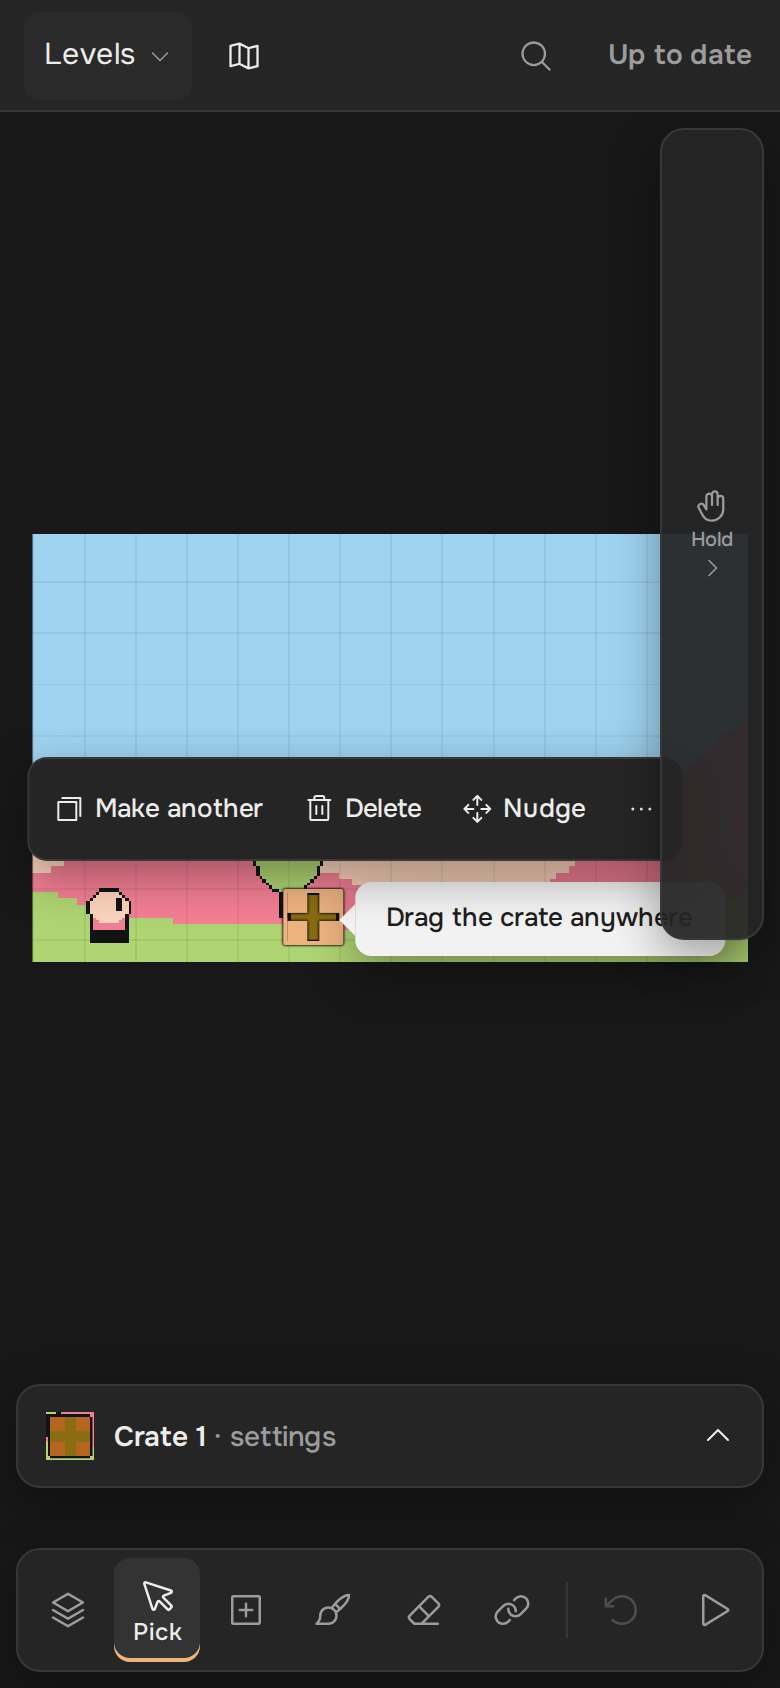 Levels
Up to date
Hold
Make another
Delete
Nudge
Drag the crate anywhere
Crate 1 · settings
Pick